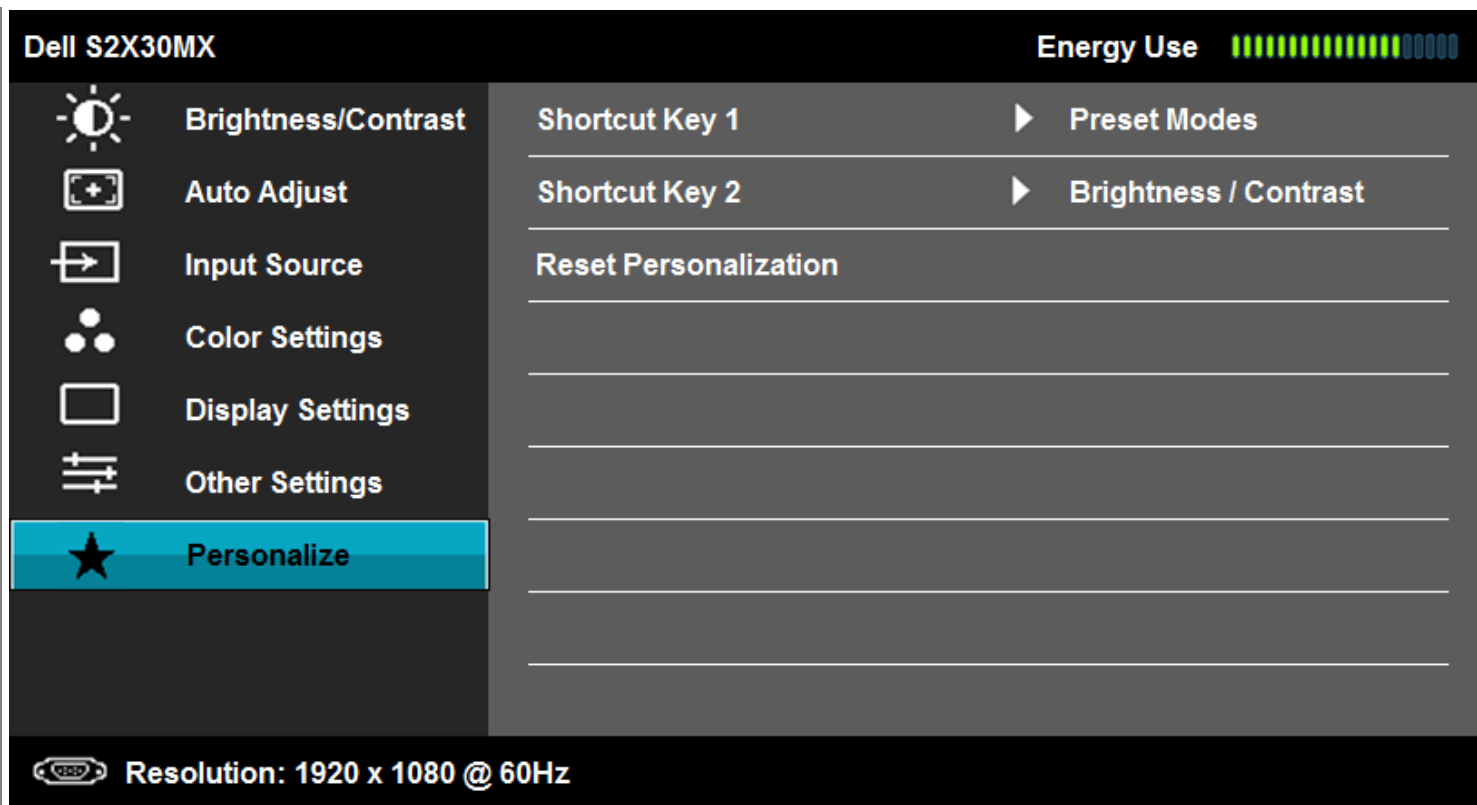 Dell S2X30MX Energy Use
Brightness/Contrast Shortcut Key 1 Preset Modes
Auto Adjust Shortcut Key 2 Brightness / Contrast
Input Source Reset Personalization
Color Settings
Display Settings
Other Settings
Personalize
Resolution: 1920 x 1080 @ 60Hz